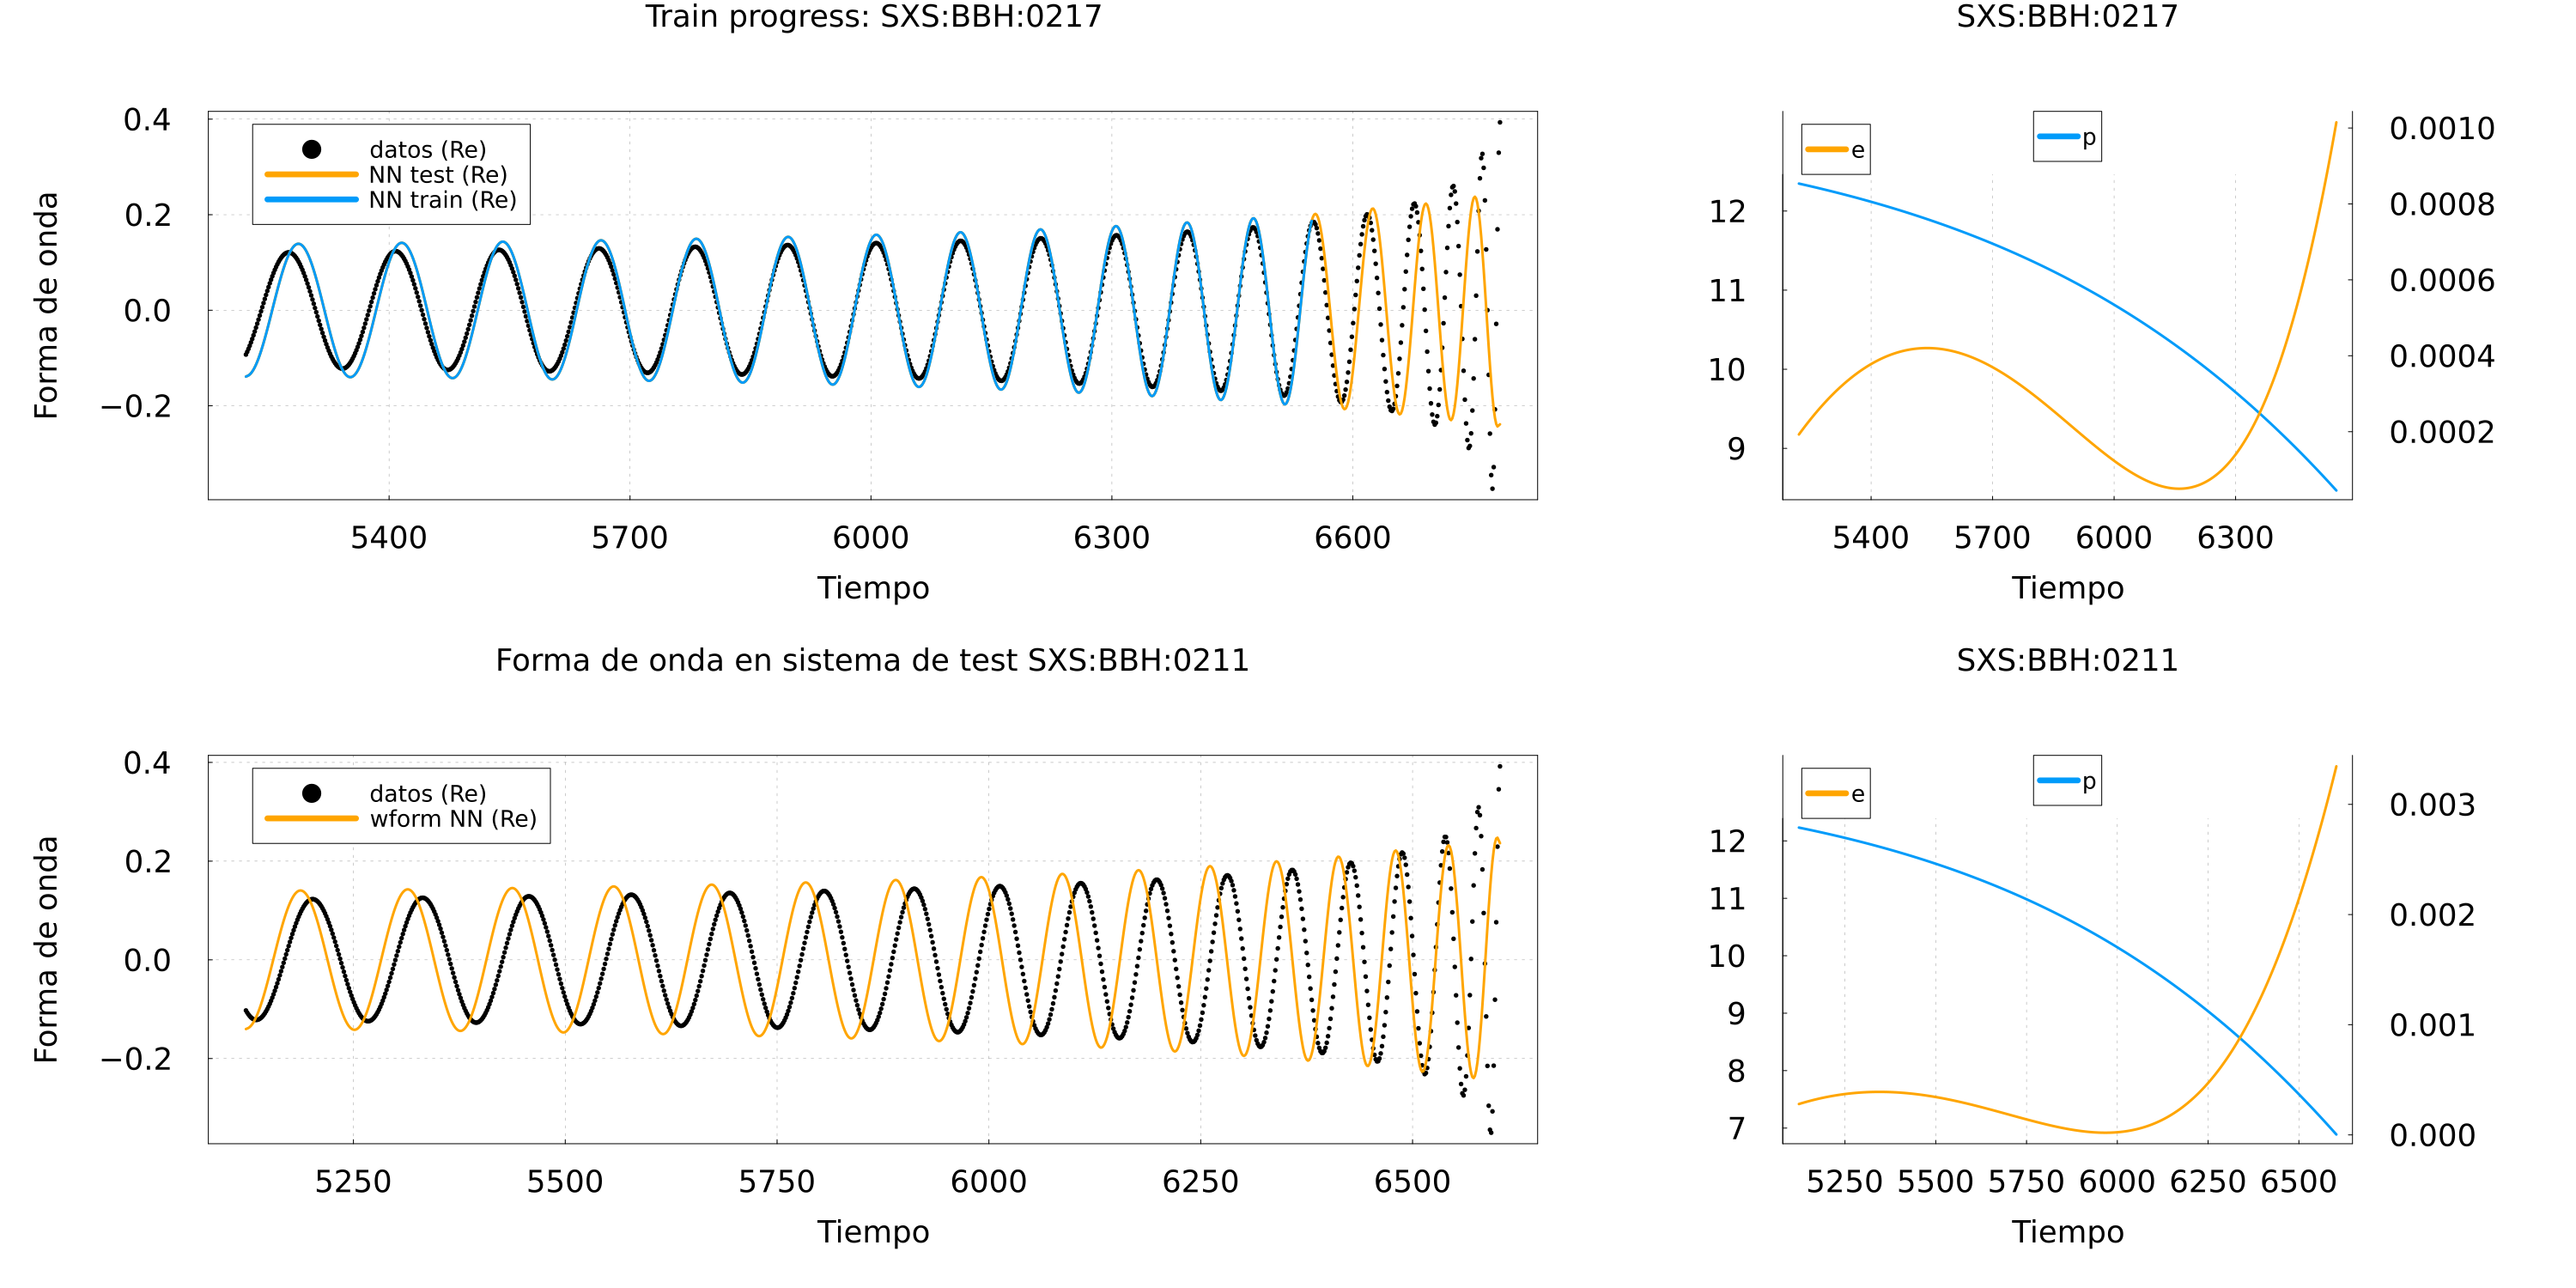 Train progress: SXS:BBH:0217
datos (Re)
NN test (Re)
NN train (Re)
0.4
0.2
0.0
−0.2
Forma de onda
5400 5700 6000 6300 6600
Tiempo
SXS:BBH:0217
e
p
12
11
10
9
0.0010
0.0008
0.0006
0.0004
0.0002
5400 5700 6000 6300
Tiempo
Forma de onda en sistema de test SXS:BBH:0211
datos (Re)
wform NN (Re)
0.4
0.2
0.0
−0.2
Forma de onda
5250 5500 5750 6000 6250 6500
Tiempo
SXS:BBH:0211
e
p
12
11
10
9
8
7
0.003
0.002
0.001
0.000
5250 5500 5750 6000 6250 6500
Tiempo